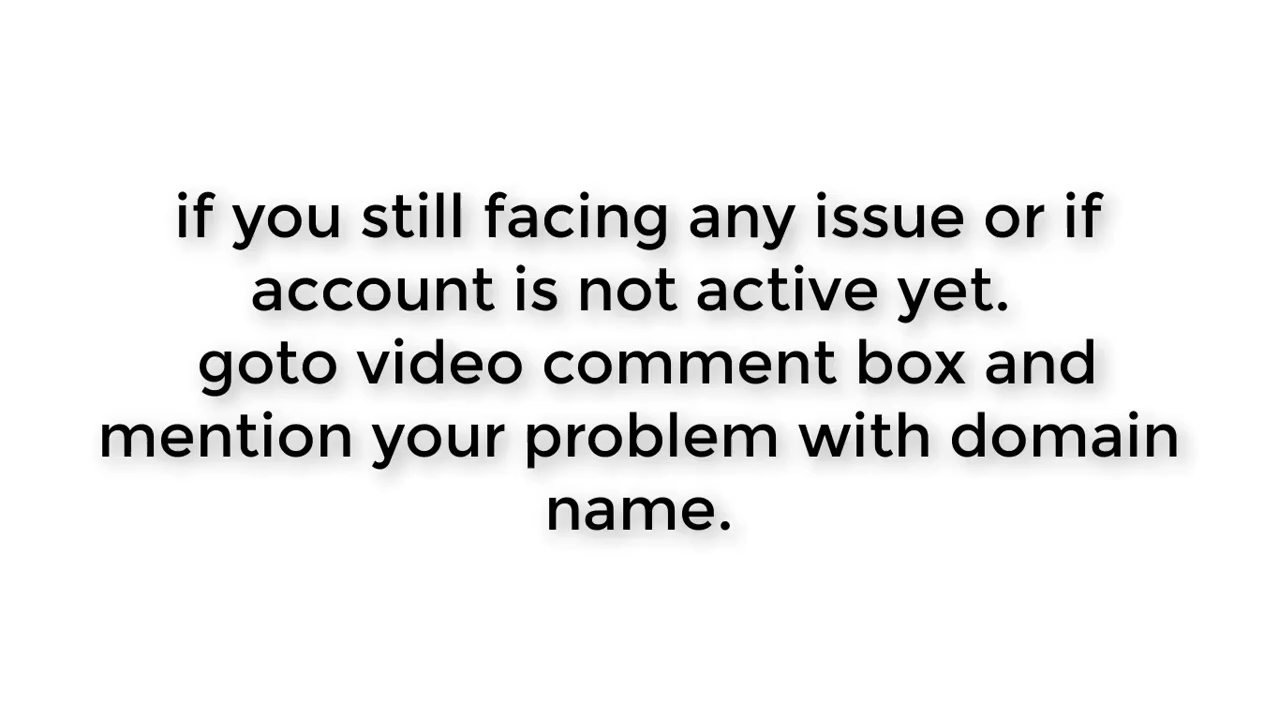 if you still facing any issue or if
account is not active yet.
goto video comment box and
mention your problem with domain
name.